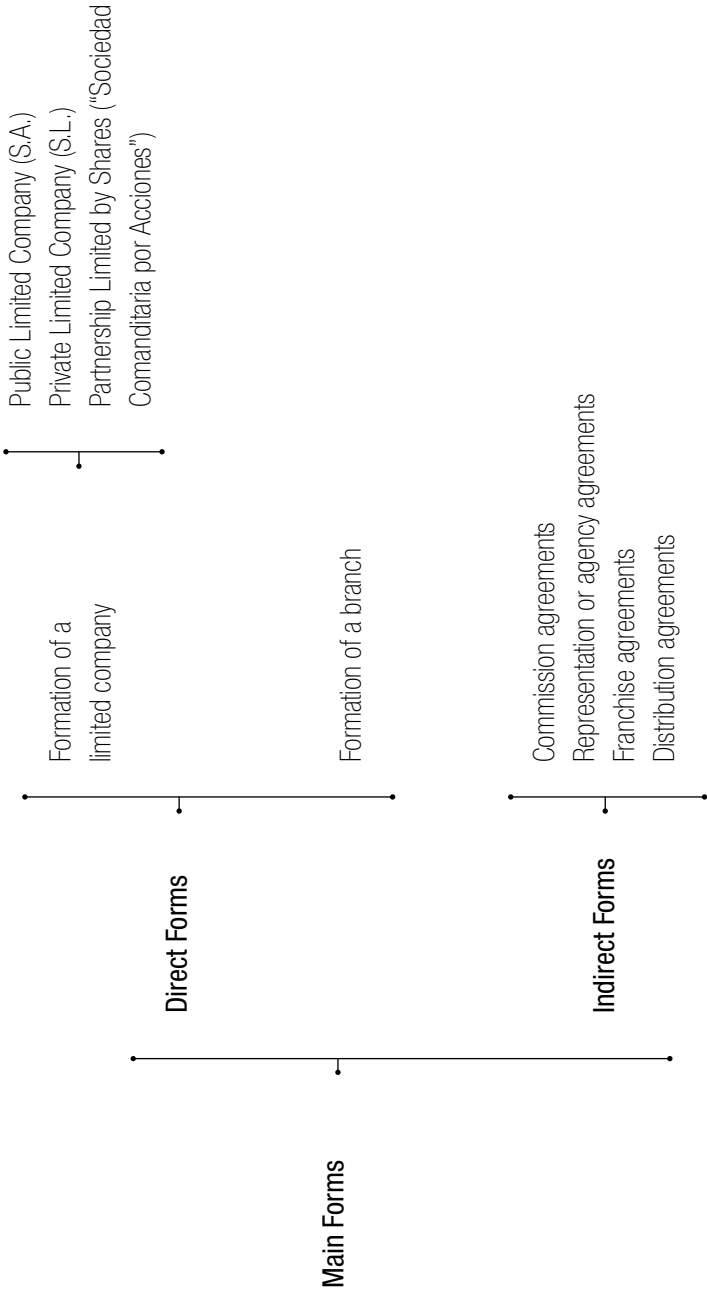 Main Forms
Direct Forms
Formation of a
limited company
Public Limited Company (S.A.)
Private Limited Company (S.L.)
Partnership Limited by Shares (“Sociedad
Comanditaria por Acciones”)
Formation of a branch
Indirect Forms
Commission agreements
Representation or agency agreements
Franchise agreements
Distribution agreements